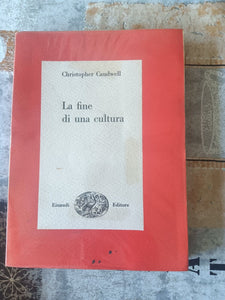 Christopher Caudwell
La fine
di una cultura
Einaudi Editore